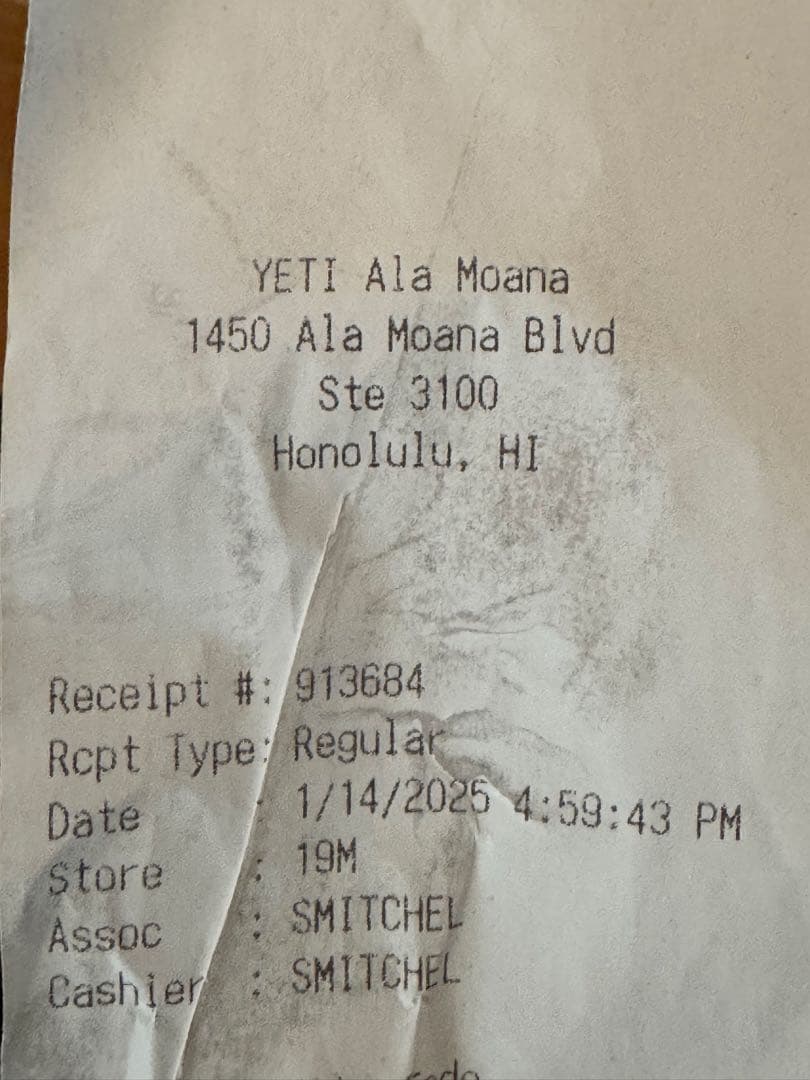 YETI Ala Moana
1450 Ala Moana Blvd
Ste 3100
Honolulu, HI
Receipt #: 913684
Rcpt Type: Regular
Date : 1/14/2025 4:59:43 PM
Store : 19M
Assoc : SMITCHEL
Cashier : SMITCHEL